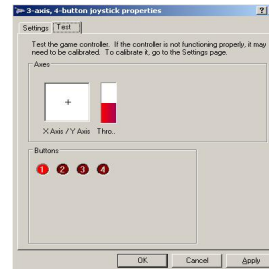 3-axis, 4-button joystick properties
?
Settings
Test
Test the game controller. If the controller is not functioning properly, it may
need to be calibrated. To calibrate it, go to the Settings page.
Axes
X Axis / Y Axis
Thro..
Buttons
1 2 3 4
OK
Cancel
Apply